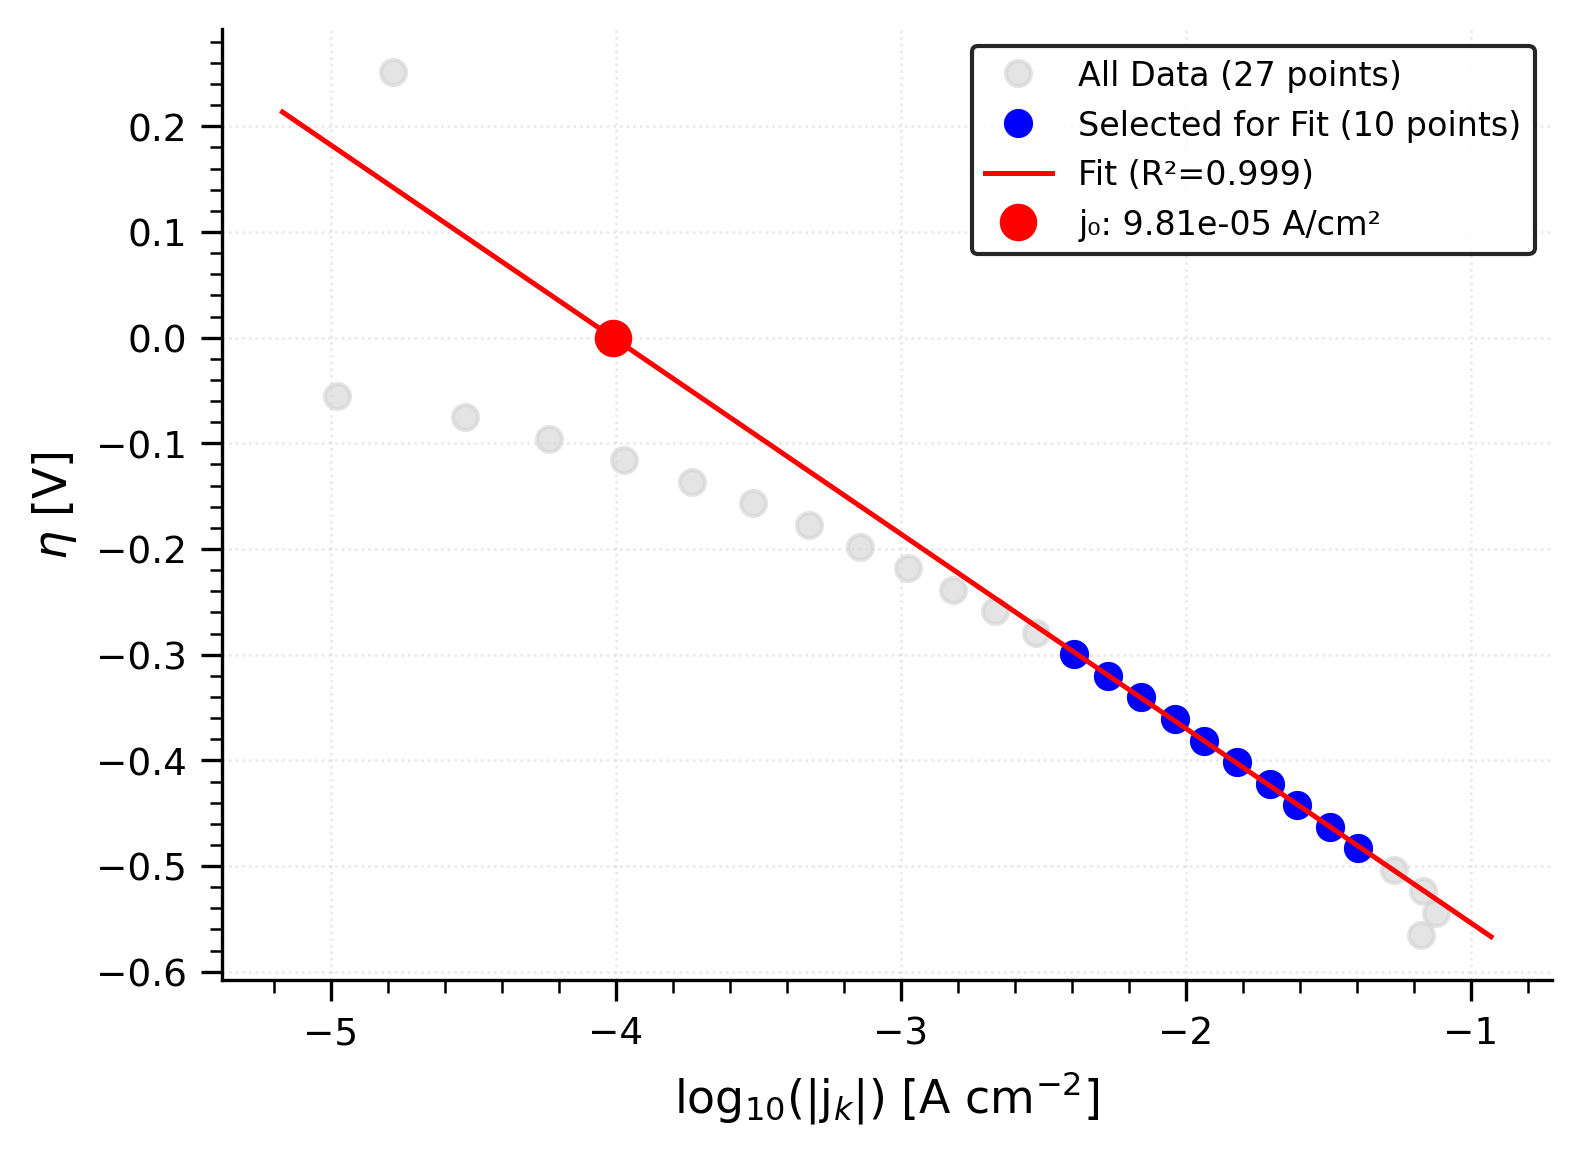 All Data (27 points)
Selected for Fit (10 points)
Fit (R²=0.999)
j₀: 9.81e-05 A/cm²
0.2
0.1
0.0
−0.1
−0.2
−0.3
−0.4
−0.5
−0.6
η [V]
−5 −4 −3 −2 −1
log₁₀(|jₖ|) [A cm⁻²]